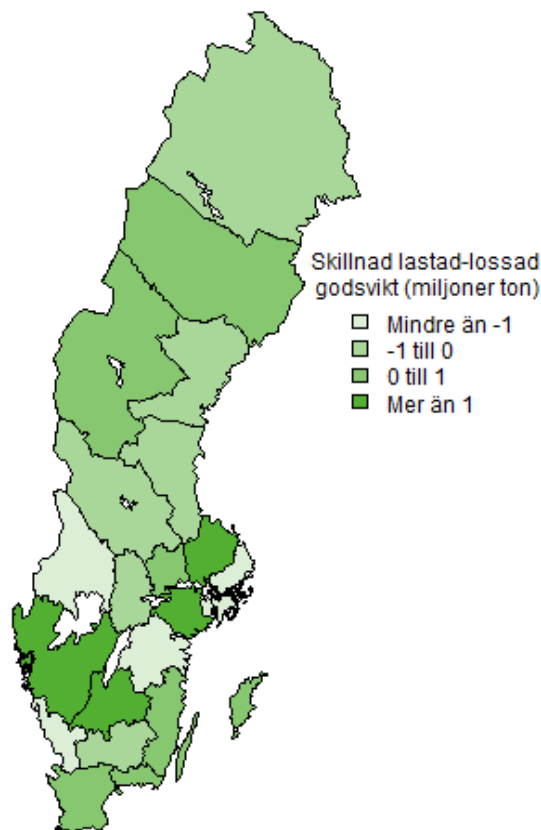 Skillnad lastad-lossad
godsvikt (miljoner ton)
Mindre än -1
-1 till 0
0 till 1
Mer än 1